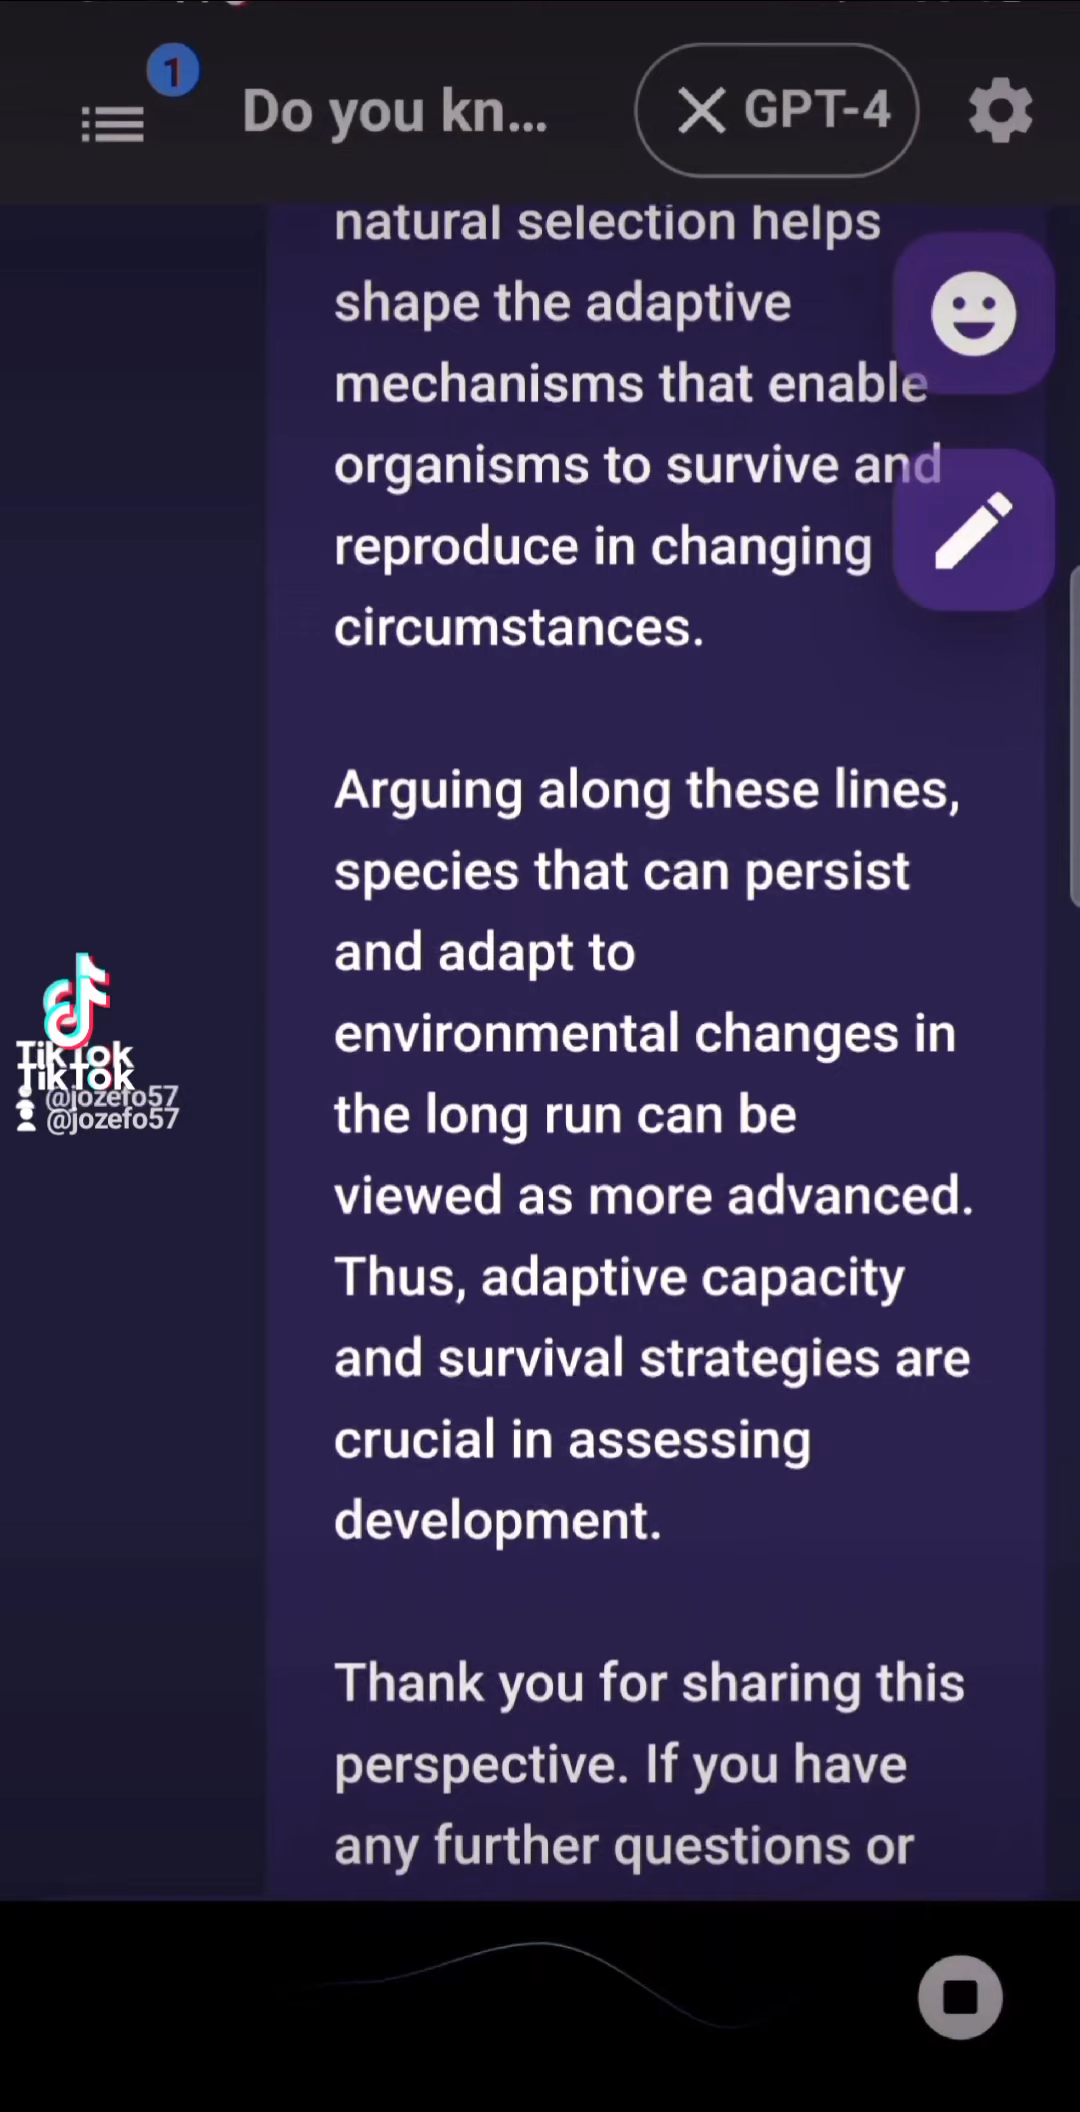 1
Do you kn...
GPT-4
natural selection helps
shape the adaptive
mechanisms that enable
organisms to survive and
reproduce in changing
circumstances.
Arguing along these lines,
species that can persist
and adapt to
environmental changes in
the long run can be
viewed as more advanced.
Thus, adaptive capacity
and survival strategies are
crucial in assessing
development.
Thank you for sharing this
perspective. If you have
any further questions or
TikTok
TikTok
@jozefo57
@jozefo57